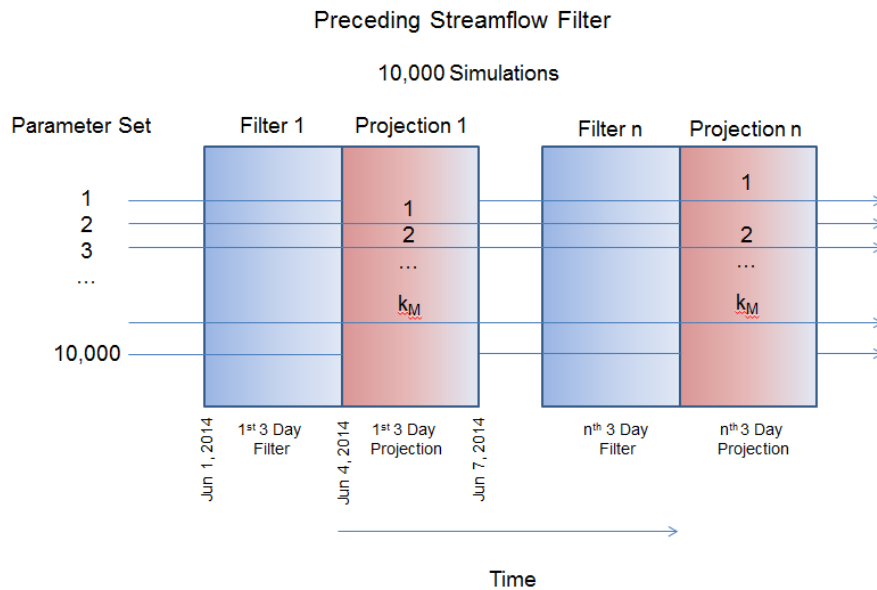 Preceding Streamflow Filter
10,000 Simulations
Parameter Set
Filter 1
Projection 1
Filter n
Projection n
1
2
3
…
10,000
1
2
…
kM
1
2
…
kM
Jun 1, 2014
1st 3 Day
Filter
Jun 4, 2014
1st 3 Day
Projection
Jun 7, 2014
nth 3 Day
Filter
nth 3 Day
Projection
Time